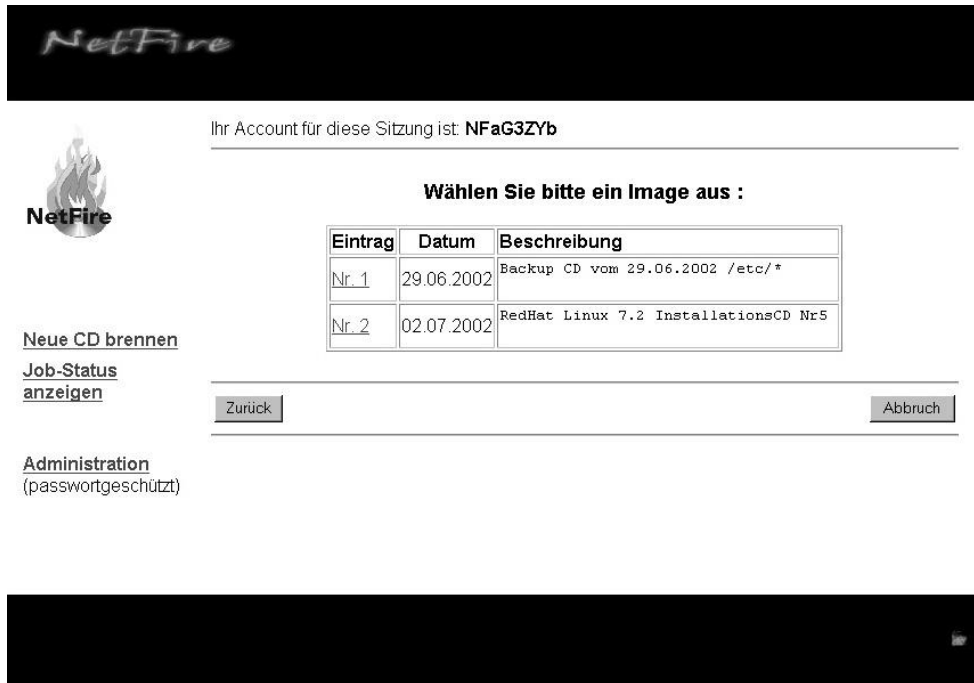 NetFire
Ihr Account für diese Sitzung ist: NFaG3ZYb
NetFire
Wählen Sie bitte ein Image aus :
Eintrag Datum Beschreibung
Nr. 1 29.06.2002 Backup CD vom 29.06.2002 /etc/*
Nr. 2 02.07.2002 RedHat Linux 7.2 InstallationsCD Nr5
Neue CD brennen
Job-Status
anzeigen
Zurück Abbruch
Administration
(passwortgeschützt)